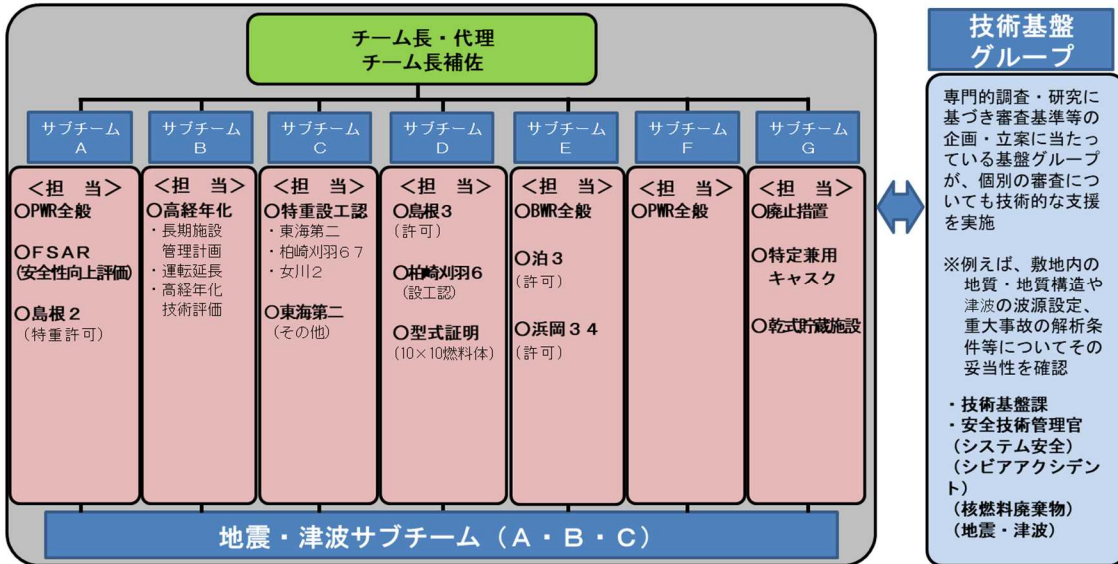 チーム長・代理
チーム長補佐
サブチーム
A
＜担　当＞
○PWR全般
○FSAR
(安全性向上評価)
○島根２
(特重許可)
サブチーム
B
＜担　当＞
○高経年化
・長期施設
管理計画
・運転延長
・高経年化
技術評価
サブチーム
C
＜担　当＞
○特重設工認
・東海第二
・柏崎刈羽６７
・女川２
○東海第二
(その他)
サブチーム
D
＜担　当＞
○島根３
(許可)
○柏崎刈羽６
(設工認)
○型式証明
(10×10燃料体)
サブチーム
E
＜担　当＞
○BWR全般
○泊３
(許可)
○浜岡３４
(許可)
サブチーム
F
＜担　当＞
○PWR全般
サブチーム
G
＜担　当＞
○廃止措置
○特定兼用
キャスク
○乾式貯蔵施設
地震・津波サブチーム（A・B・C）
技術基盤
グループ
専門的調査・研究に
基づき審査基準等の
企画・立案に当たっ
ている基盤グループ
が、個別の審査につ
いても技術的な支援
を実施
※例えば、敷地内の
地質・地質構造や
津波の波源設定、
重大事故の解析条
件等についてその
妥当性を確認
・技術基盤課
・安全技術管理官
（システム安全）
（シビアアクシデン
ト）
（核燃料廃棄物）
（地震・津波）